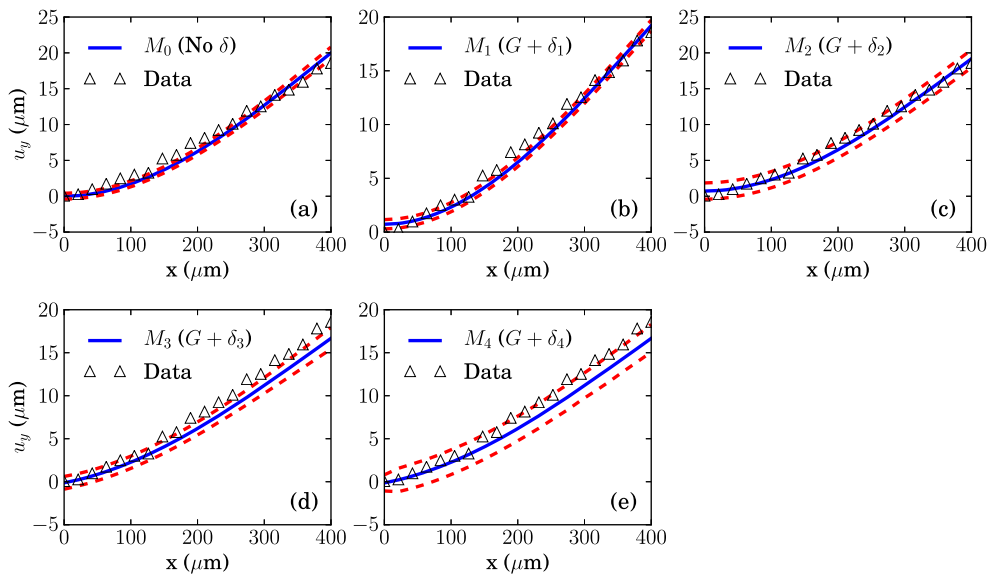 25
20
15
10
5
0
−5
u_y (μm)
M_0 (No δ)
Data
(a)
0 100 200 300 400
x (μm)
20
15
10
5
0
M_1 (G + δ_1)
Data
(b)
0 100 200 300 400
x (μm)
25
20
15
10
5
0
−5
M_2 (G + δ_2)
Data
(c)
0 100 200 300 400
x (μm)
20
15
10
5
0
−5
u_y (μm)
M_3 (G + δ_3)
Data
(d)
0 100 200 300 400
x (μm)
20
15
10
5
0
−5
M_4 (G + δ_4)
Data
(e)
0 100 200 300 400
x (μm)